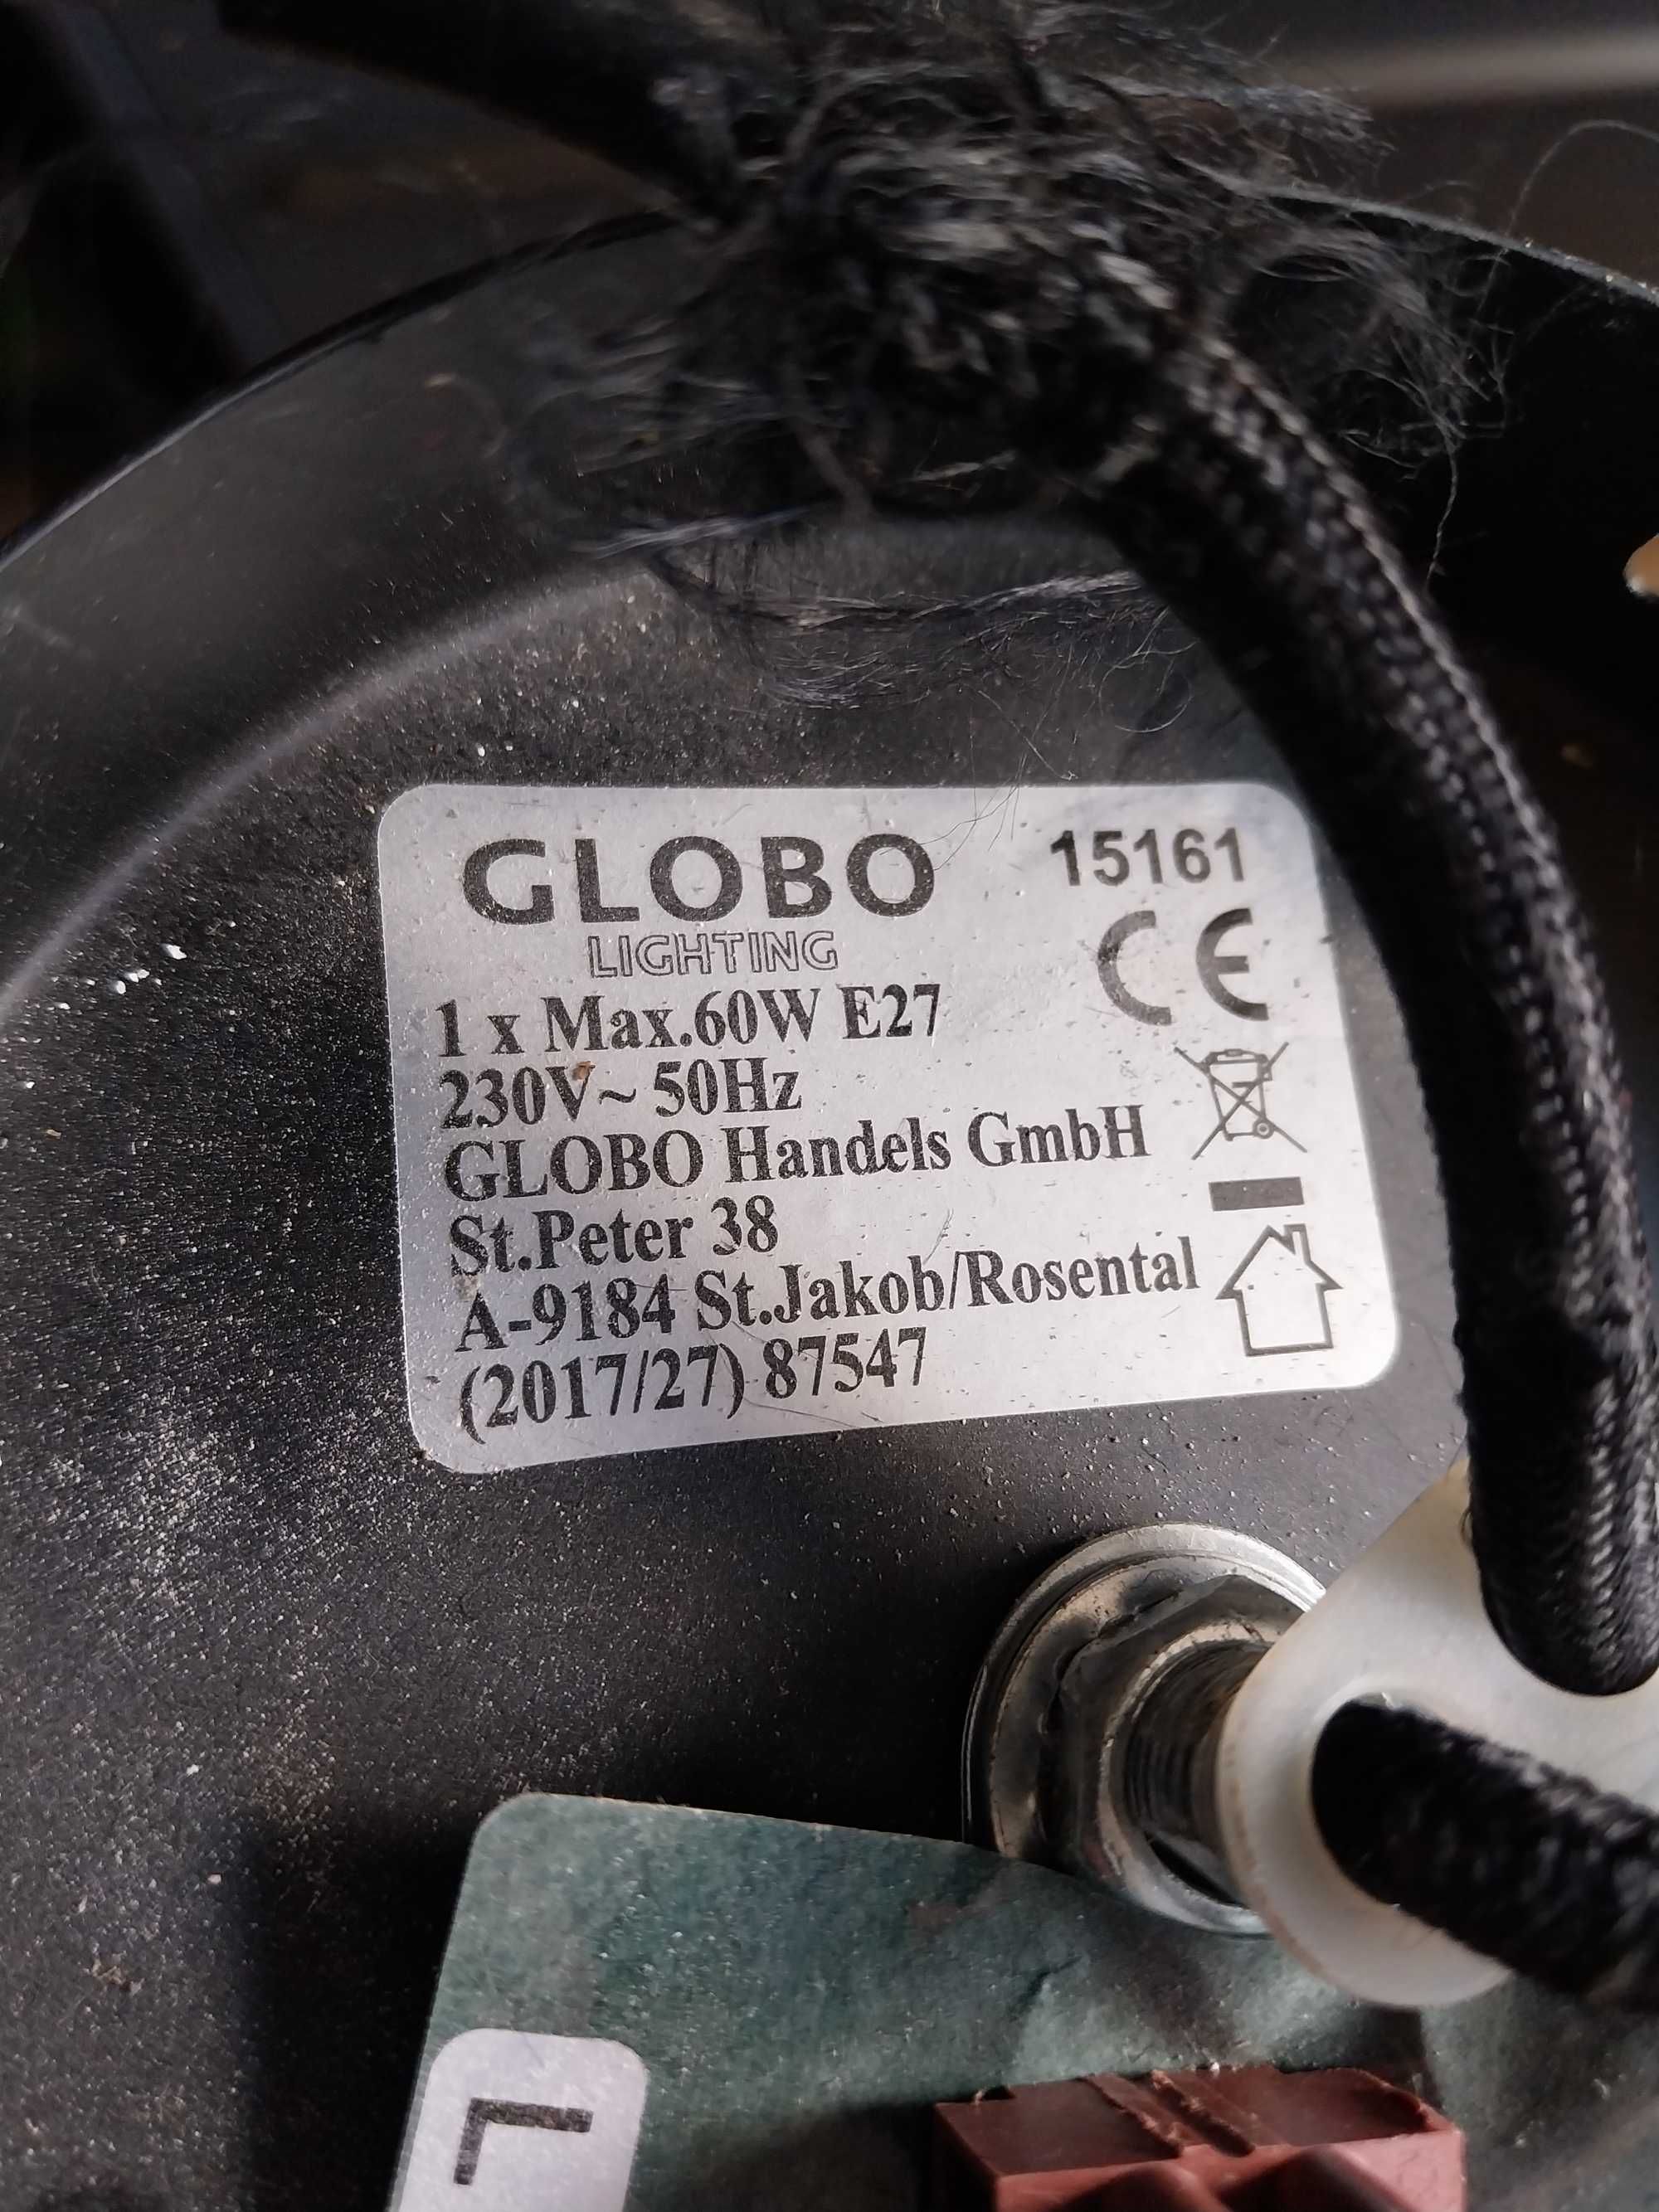 GLOBO 15161
LIGHTING
CE
1 x Max.60W E27
230V~ 50Hz
GLOBO Handels GmbH
St.Peter 38
A-9184 St.Jakob/Rosental
(2017/27) 87547
L